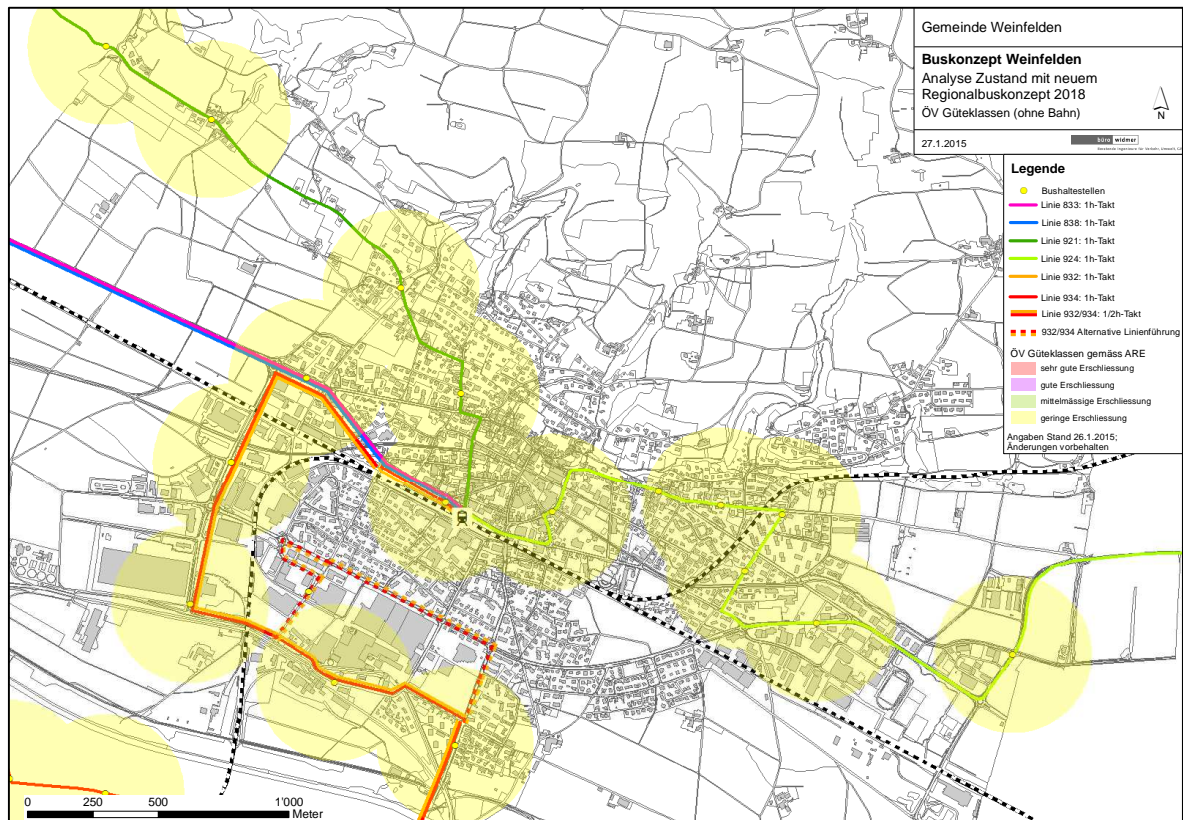 Gemeinde Weinfelden
Buskonzept Weinfelden
Analyse Zustand mit neuem
Regionalbuskonzept 2018
ÖV Güteklassen (ohne Bahn)
N
27.1.2015
büro widmer
Legende
Bushaltestellen
Linie 833: 1h-Takt
Linie 838: 1h-Takt
Linie 921: 1h-Takt
Linie 924: 1h-Takt
Linie 932: 1h-Takt
Linie 934: 1h-Takt
Linie 932/934: 1/2h-Takt
932/934 Alternative Linienführung
ÖV Güteklassen gemäss ARE
sehr gute Erschliessung
gute Erschliessung
mittelmässige Erschliessung
geringe Erschliessung
Angaben Stand 26.1.2015;
Änderungen vorbehalten
0 250 500 1'000
Meter